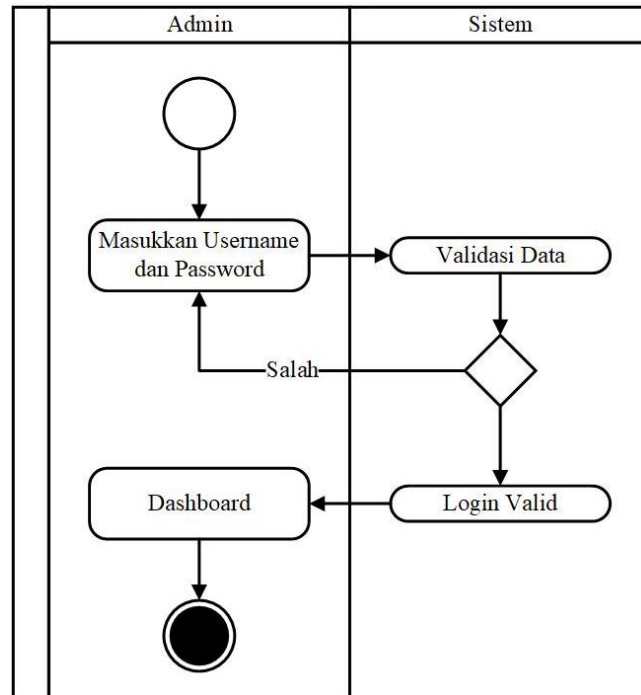 Admin
Sistem
Masukkan Username
dan Password
Validasi Data
Salah
Dashboard
Login Valid